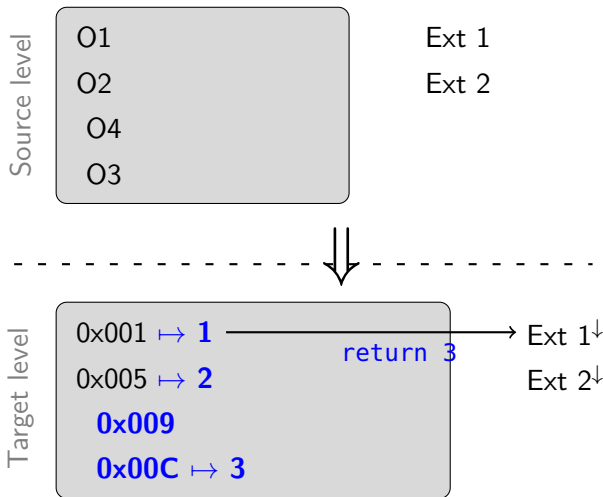 Source level
O1
Ext 1
O2
Ext 2
O4
O3
Target level
0x001 ↦ 1
return 3
Ext 1↓
0x005 ↦ 2
Ext 2↓
0x009
0x00C ↦ 3